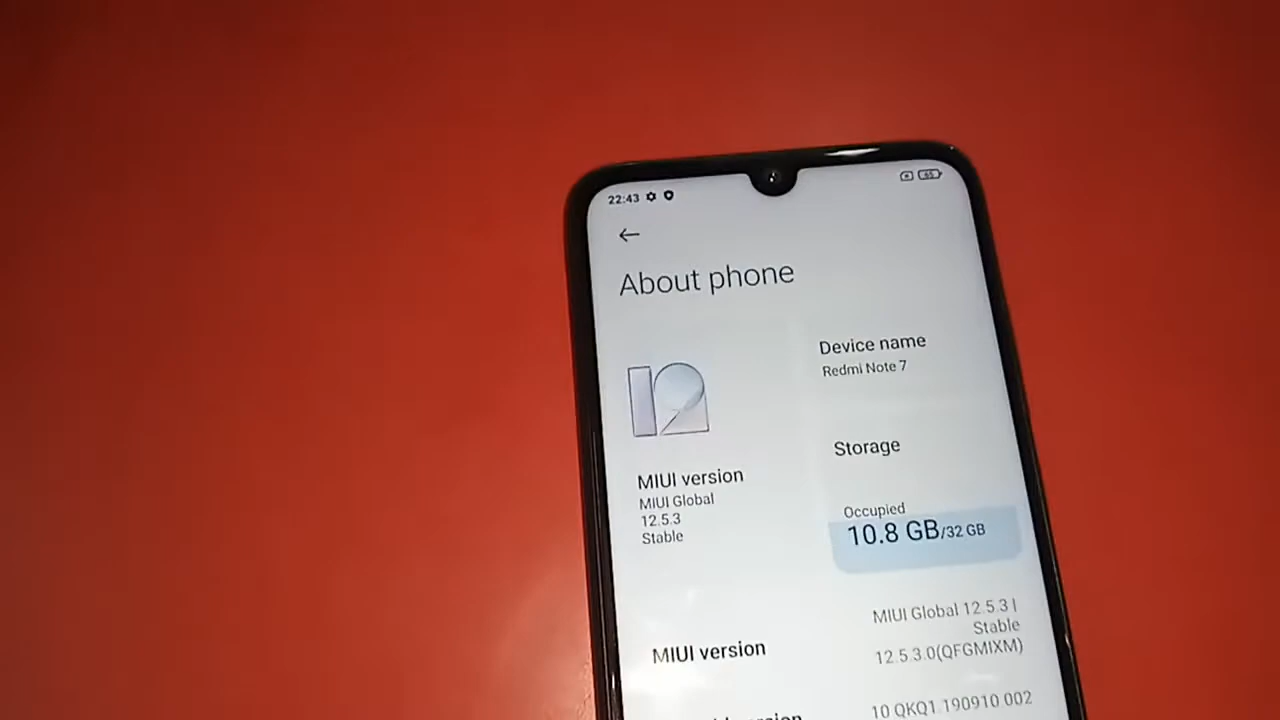 22:43
About phone
12
Device name
Redmi Note 7
Storage
MIUI version
MIUI Global
12.5.3
Stable
Occupied
10.8 GB/32 GB
MIUI Global 12.5.3 |
Stable
MIUI version
12.5.3.0(QFGMIXM)
10 QKQ1.190910 002